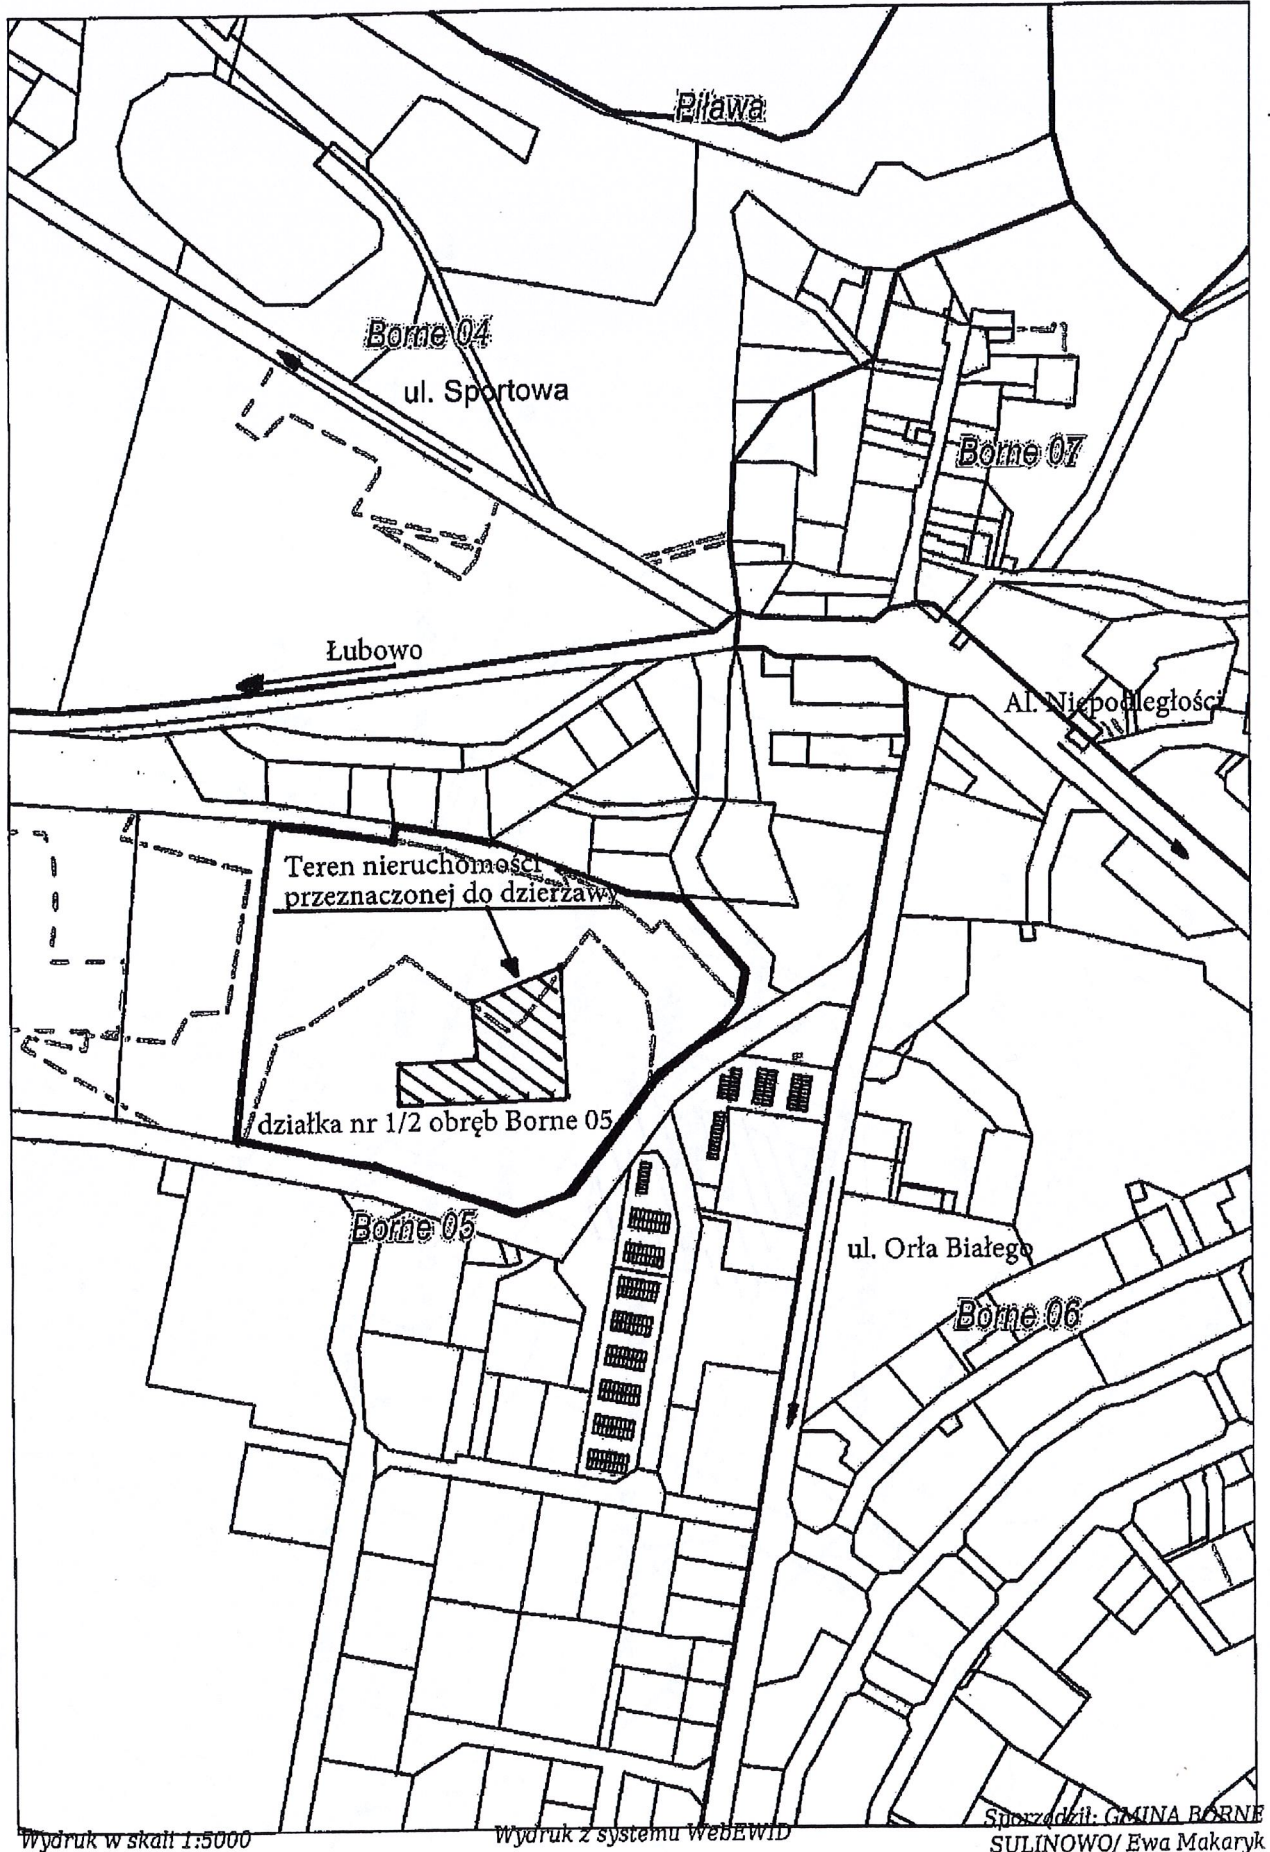 Piława
Borne 04
ul. Sportowa
Borne 07
Łubowo
Al. Niepodległości
Teren nieruchomości
przeznaczonej do dzierżawy
działka nr 1/2 obręb Borne 05
Borne 05
ul. Orła Białego
Borne 06
Wydruk w skali 1:5000
Wydruk z systemu WebEWID
Sporządził: GMINA BORNE
SULINOWO/ Ewa Makaryk